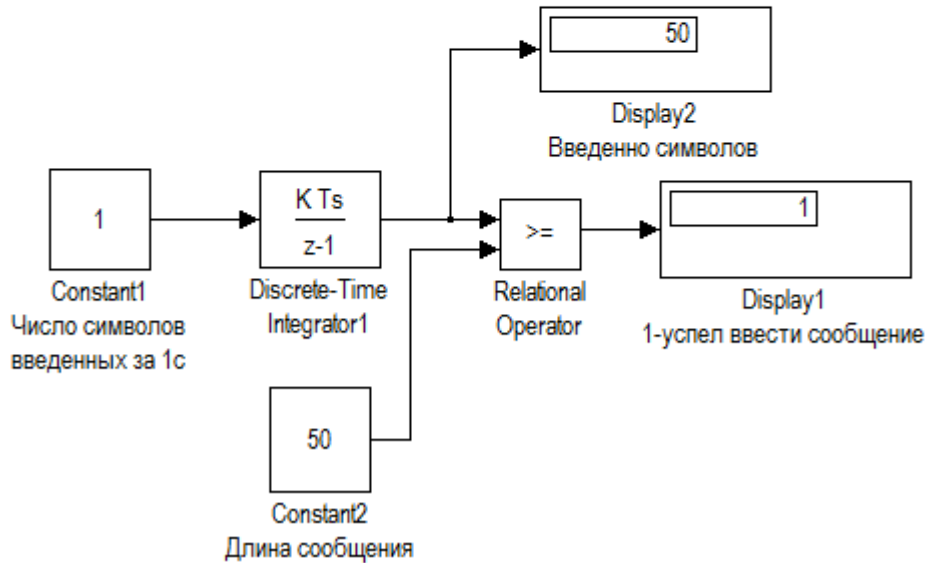 50
Display2
Введенно символов
1
Constant1
Число символов
введенных за 1с
K Ts
z-1
Discrete-Time
Integrator1
>=
Relational
Operator
1
Display1
1-успел ввести сообщение
50
Constant2
Длина сообщения